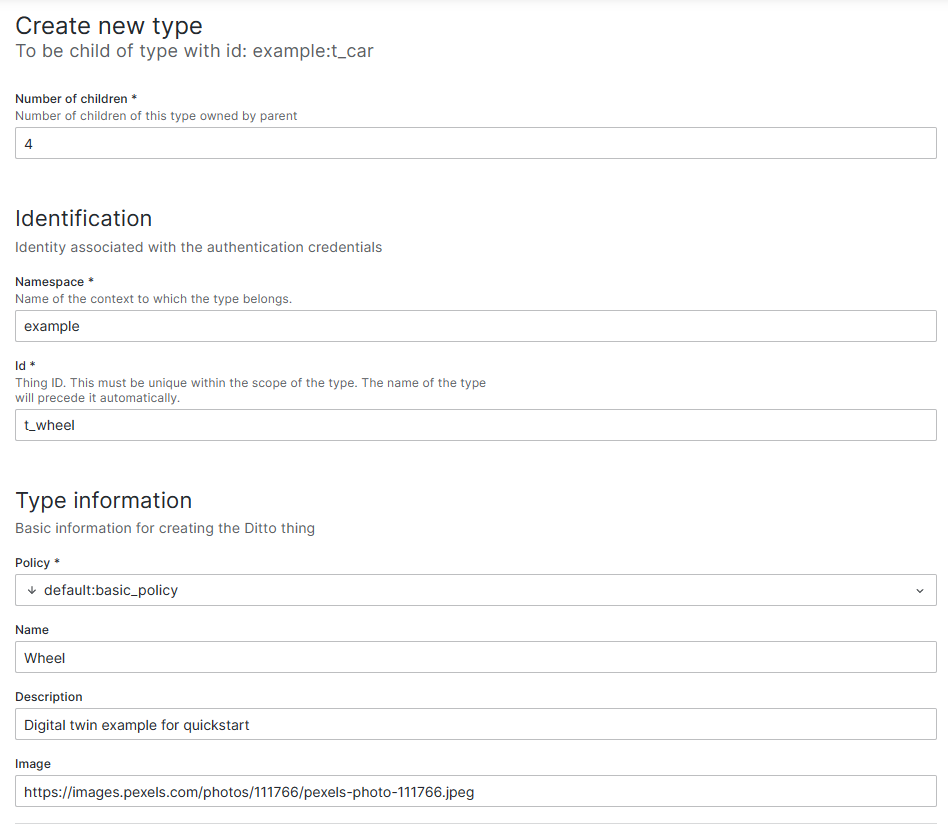 Create new type
To be child of type with id: example:t_car
Number of children *
Number of children of this type owned by parent
4
Identification
Identity associated with the authentication credentials
Namespace *
Name of the context to which the type belongs.
example
Id *
Thing ID. This must be unique within the scope of the type. The name of the type
will precede it automatically.
t_wheel
Type information
Basic information for creating the Ditto thing
Policy *
default:basic_policy
Name
Wheel
Description
Digital twin example for quickstart
Image
https://images.pexels.com/photos/111766/pexels-photo-111766.jpeg